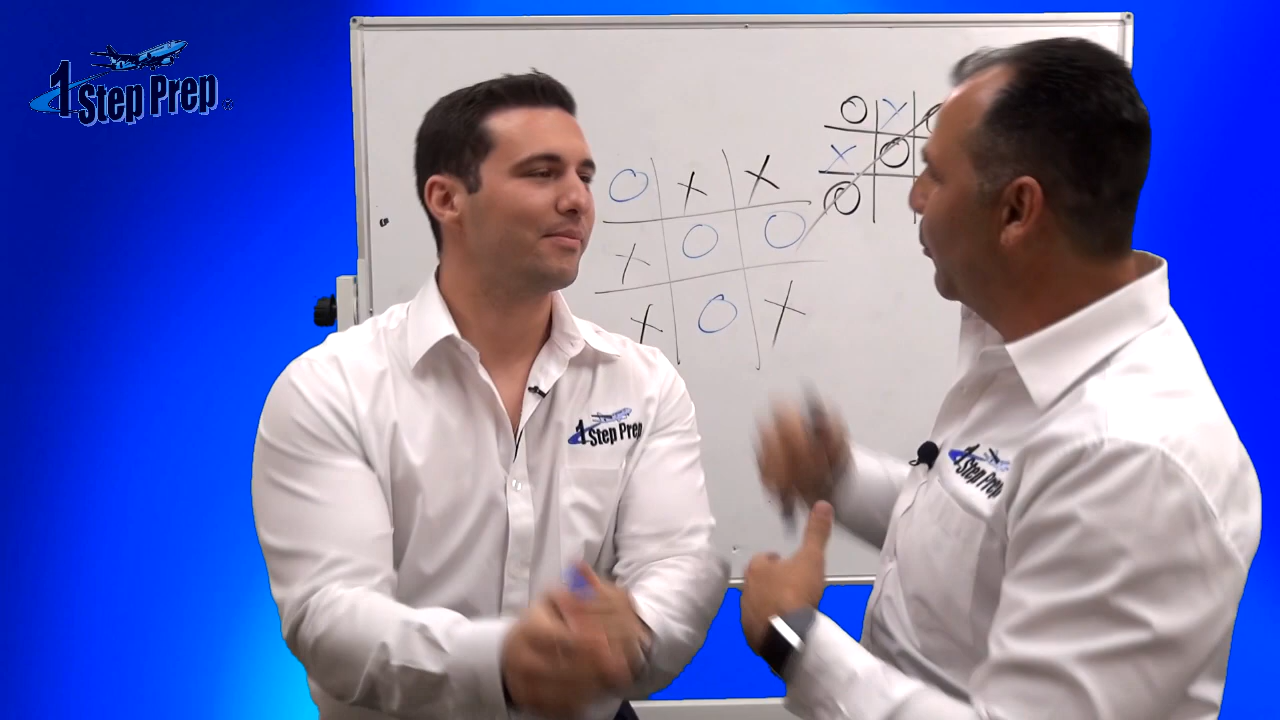 1 Step Prep
O X X
X O O
X O X
O X O
X O
O
1 Step Prep
1 Step Prep